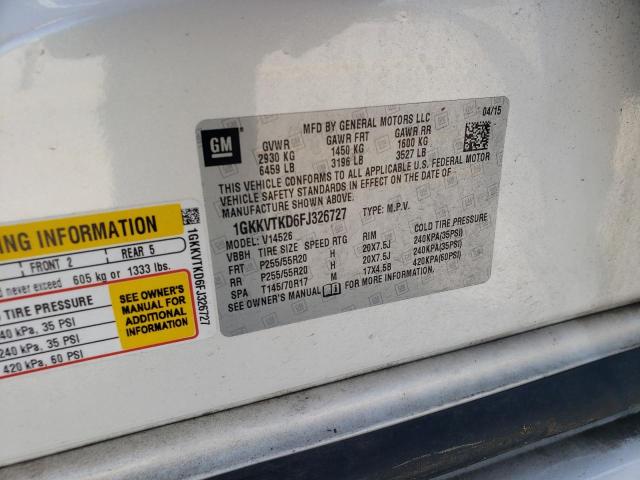 GM
MFD BY GENERAL MOTORS LLC
04/15
GVWR GAWR FRT GAWR RR
2930 KG 1450 KG 1600 KG
6459 LB 3196 LB 3527 LB
THIS VEHICLE CONFORMS TO ALL APPLICABLE U.S. FEDERAL MOTOR
VEHICLE SAFETY STANDARDS IN EFFECT ON THE DATE OF
MANUFACTURE SHOWN ABOVE.
1GKKVTKD6FJ326727 TYPE: M.P.V.
MODEL: V14526
VBBH TIRE SIZE SPEED RTG RIM COLD TIRE PRESSURE
FRT P255/55R20 H 20X7.5J 240KPA(35PSI)
RR P255/55R20 H 20X7.5J 240KPA(35PSI)
SPA T145/70R17 M 17X4.5B 420KPA(60PSI)
SEE OWNER'S MANUAL FOR MORE INFORMATION.
NG INFORMATION
FRONT 2 REAR 5
never exceed 605 kg or 1333 lbs.
TIRE PRESSURE
40 kPa, 35 PSI
240 kPa, 35 PSI
420 kPa, 60 PSI
SEE OWNER'S
MANUAL FOR
ADDITIONAL
INFORMATION
1GKKVTKD6FJ326727